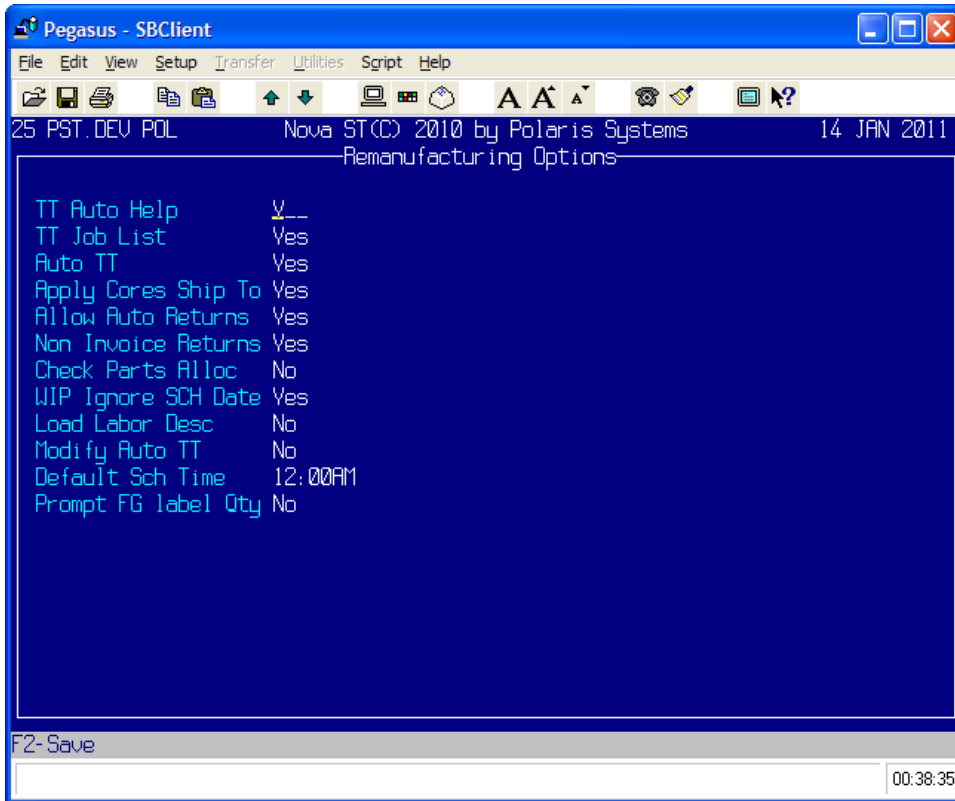 Pegasus - SBClient
File Edit View Setup Transfer Utilities Script Help
25 PST.DEV POL Nova ST(C) 2010 by Polaris Systems 14 JAN 2011
Remanufacturing Options
TT Auto Help Y__
TT Job List Yes
Auto TT Yes
Apply Cores Ship To Yes
Allow Auto Returns Yes
Non Invoice Returns Yes
Check Parts Alloc No
WIP Ignore SCH Date Yes
Load Labor Desc No
Modify Auto TT No
Default Sch Time 12:00AM
Prompt FG label Qty No
F2-Save
00:38:35